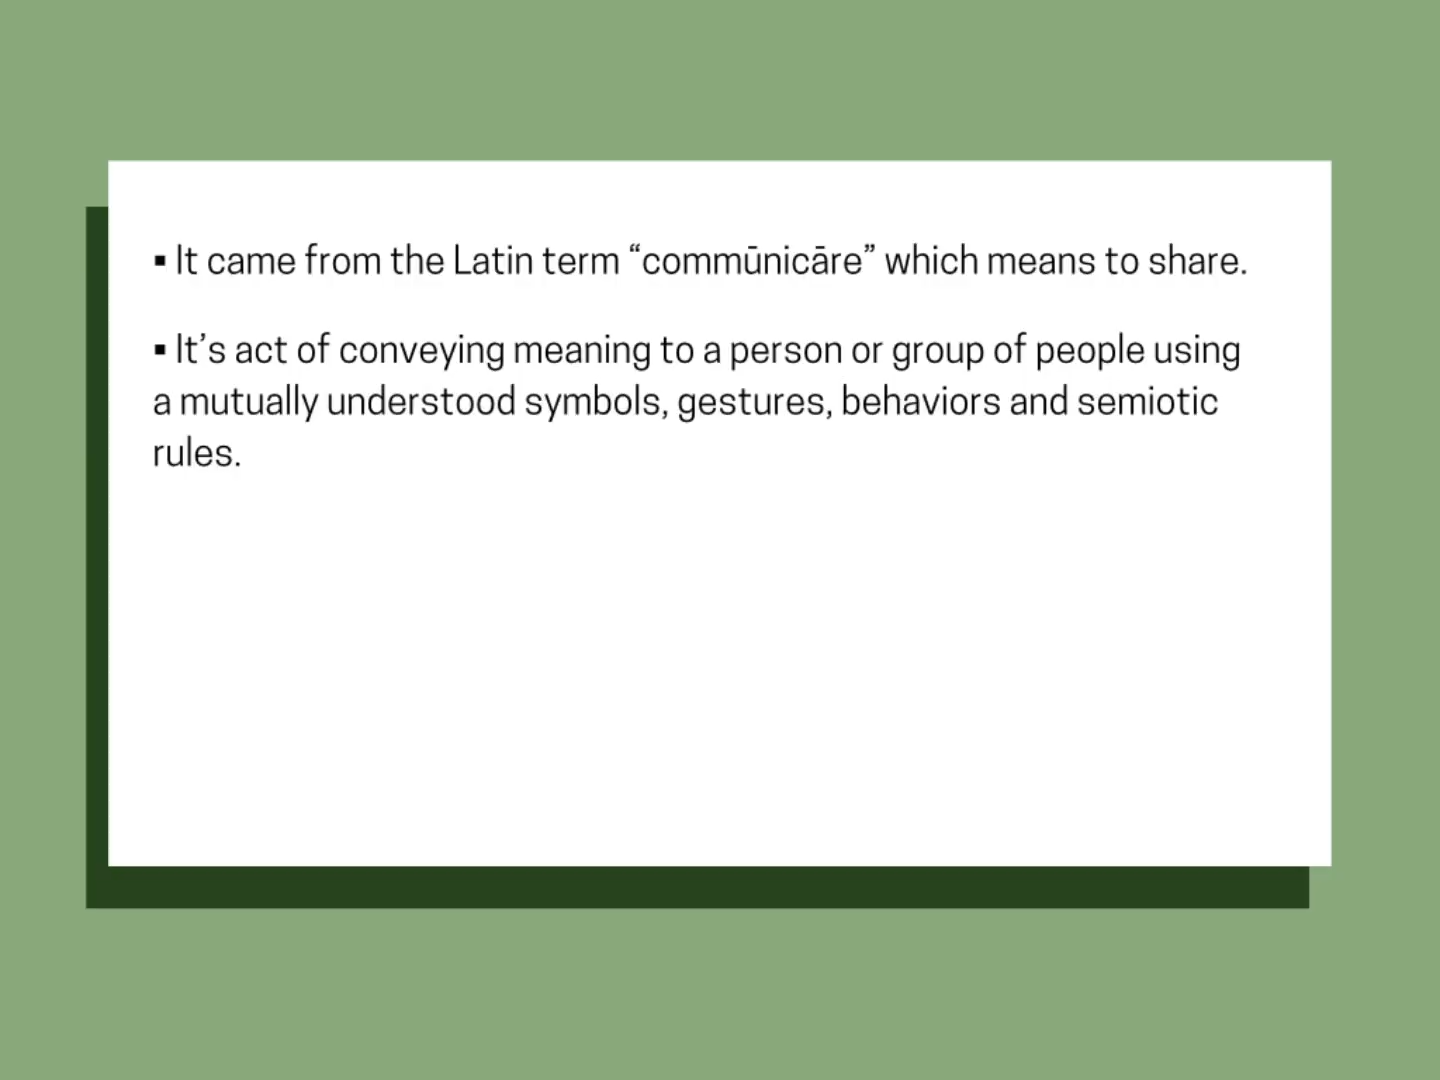 ▪ It came from the Latin term “commūnicāre” which means to share.
▪ It’s act of conveying meaning to a person or group of people using
a mutually understood symbols, gestures, behaviors and semiotic
rules.